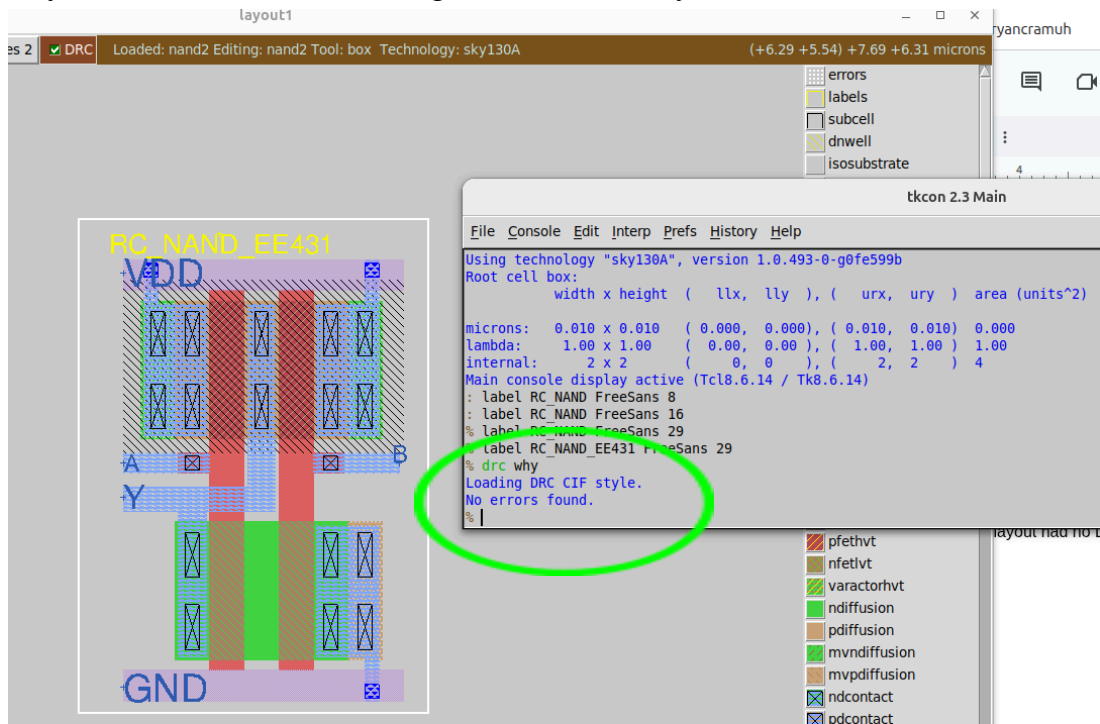 layout1
ryancramuh
es 2 DRC Loaded: nand2 Editing: nand2 Tool: box Technology: sky130A (+6.29 +5.54) +7.69 +6.31 microns
errors
labels
subcell
dnwell
isosubstrate
4
tkcon 2.3 Main
File Console Edit Interp Prefs History Help
Using technology "sky130A", version 1.0.493-0-g0fe599b
Root cell box:
width x height ( llx, lly ), ( urx, ury ) area (units^2)
microns: 0.010 x 0.010 ( 0.000, 0.000), ( 0.010, 0.010) 0.000
lambda: 1.00 x 1.00 ( 0.00, 0.00 ), ( 1.00, 1.00 ) 1.00
internal: 2 x 2 ( 0, 0 ), ( 2, 2 ) 4
Main console display active (Tcl8.6.14 / Tk8.6.14)
: label RC_NAND FreeSans 8
: label RC_NAND FreeSans 16
% label RC_NAND FreeSans 29
% label RC_NAND_EE431 FreeSans 29
% drc why
Loading DRC CIF style.
No errors found.
%
RC_NAND_EE431
VDD
A
B
Y
GND
layout had no
pfethvt
nfetlvt
varactorhvt
ndiffusion
pdiffusion
mvndiffusion
mvpdiffusion
ndcontact
pdcontact